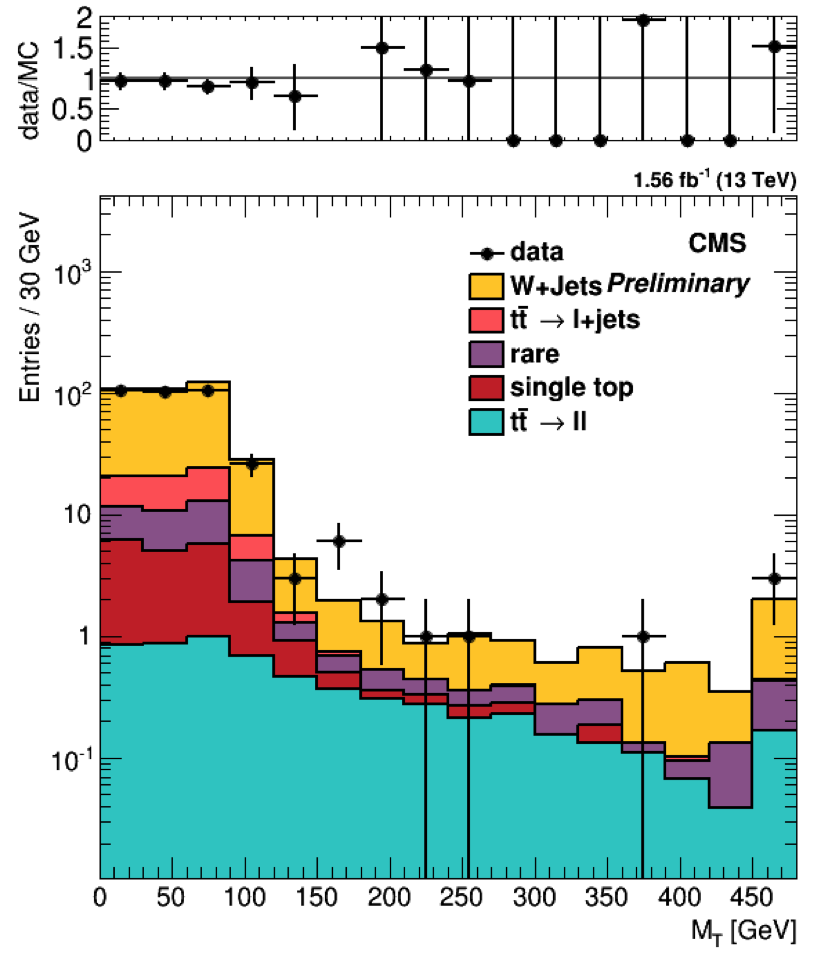 2
1.5
1
0.5
0
data/MC
1.56 fb⁻¹ (13 TeV)
Entries / 30 GeV
CMS
data
W+Jets Preliminary
tt̄ → l+jets
rare
single top
tt̄ → ll
10³
10²
10
1
10⁻¹
0 50 100 150 200 250 300 350 400 450
M_T [GeV]